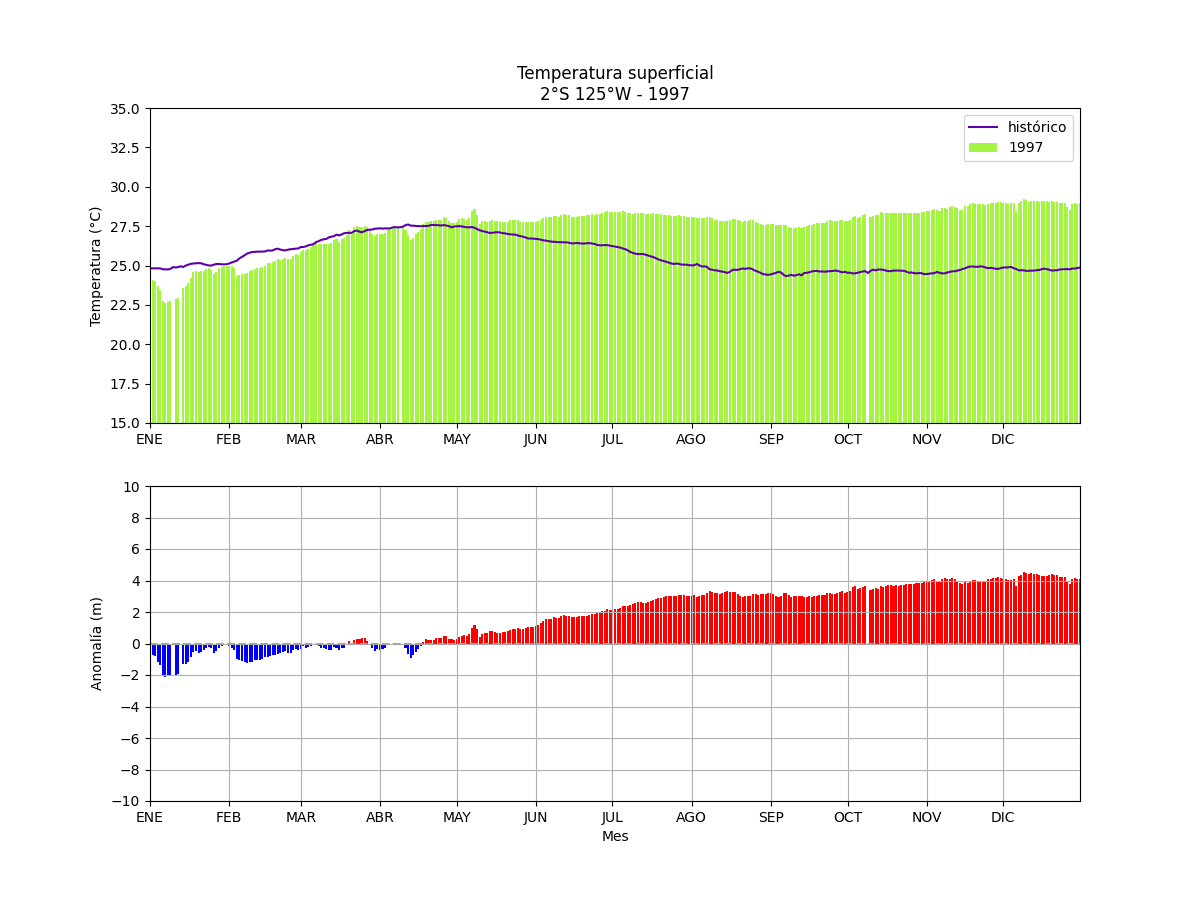 Temperatura superficial
2°S 125°W - 1997
35.0
32.5
30.0
27.5
25.0
22.5
20.0
17.5
15.0
Temperatura (°C)
histórico
1997
ENE FEB MAR ABR MAY JUN JUL AGO SEP OCT NOV DIC
10
8
6
4
2
0
−2
−4
−6
−8
−10
Anomalía (m)
ENE FEB MAR ABR MAY JUN JUL AGO SEP OCT NOV DIC
Mes